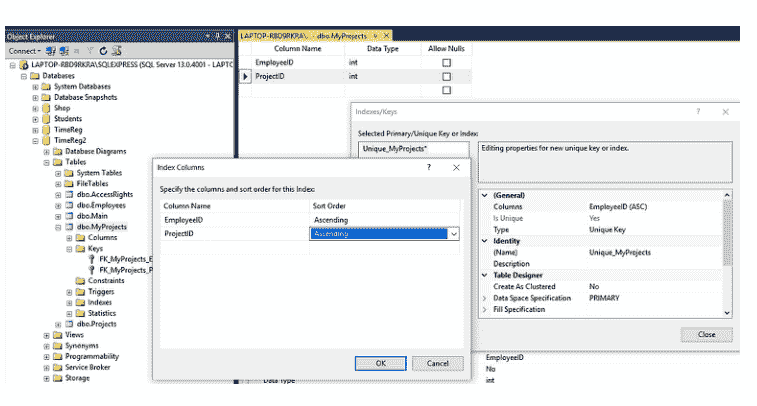 Object Explorer
Connect
LAPTOP-RBD9RKRA\SQLEXPRESS (SQL Server 13.0.4001 - LAPTC
Databases
System Databases
Database Snapshots
Shop
Students
TimeReg
TimeReg2
Database Diagrams
Tables
System Tables
FileTables
dbo.AccessRights
dbo.Employees
dbo.Main
dbo.MyProjects
Columns
Keys
FK_MyProjects_E
FK_MyProjects_P
Constraints
Triggers
Indexes
Statistics
dbo.Projects
Views
Synonyms
Programmability
Service Broker
Storage
LAPTOP-RBD9RKRA\... - dbo.MyProjects
Column Name Data Type Allow Nulls
EmployeeID int
ProjectID int
Indexes/Keys ?
Selected Primary/Unique Key or Index:
Unique_MyProjects*
Editing properties for new unique key or index.
(General)
Columns EmployeeID (ASC)
Is Unique Yes
Type Unique Key
Identity
(Name) Unique_MyProjects
Description
Table Designer
Create As Clustered No
Data Space Specification PRIMARY
Fill Specification
Close
Index Columns ?
Specify the columns and sort order for this Index:
Column Name Sort Order
EmployeeID Ascending
ProjectID Ascending
OK Cancel
EmployeeID
No
Data Type int